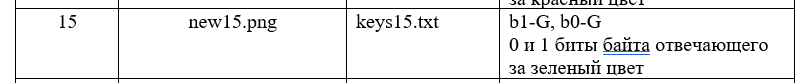 за красный цвет
15 new15.png keys15.txt b1-G, b0-G
0 и 1 биты байта отвечающего
за зеленый цвет